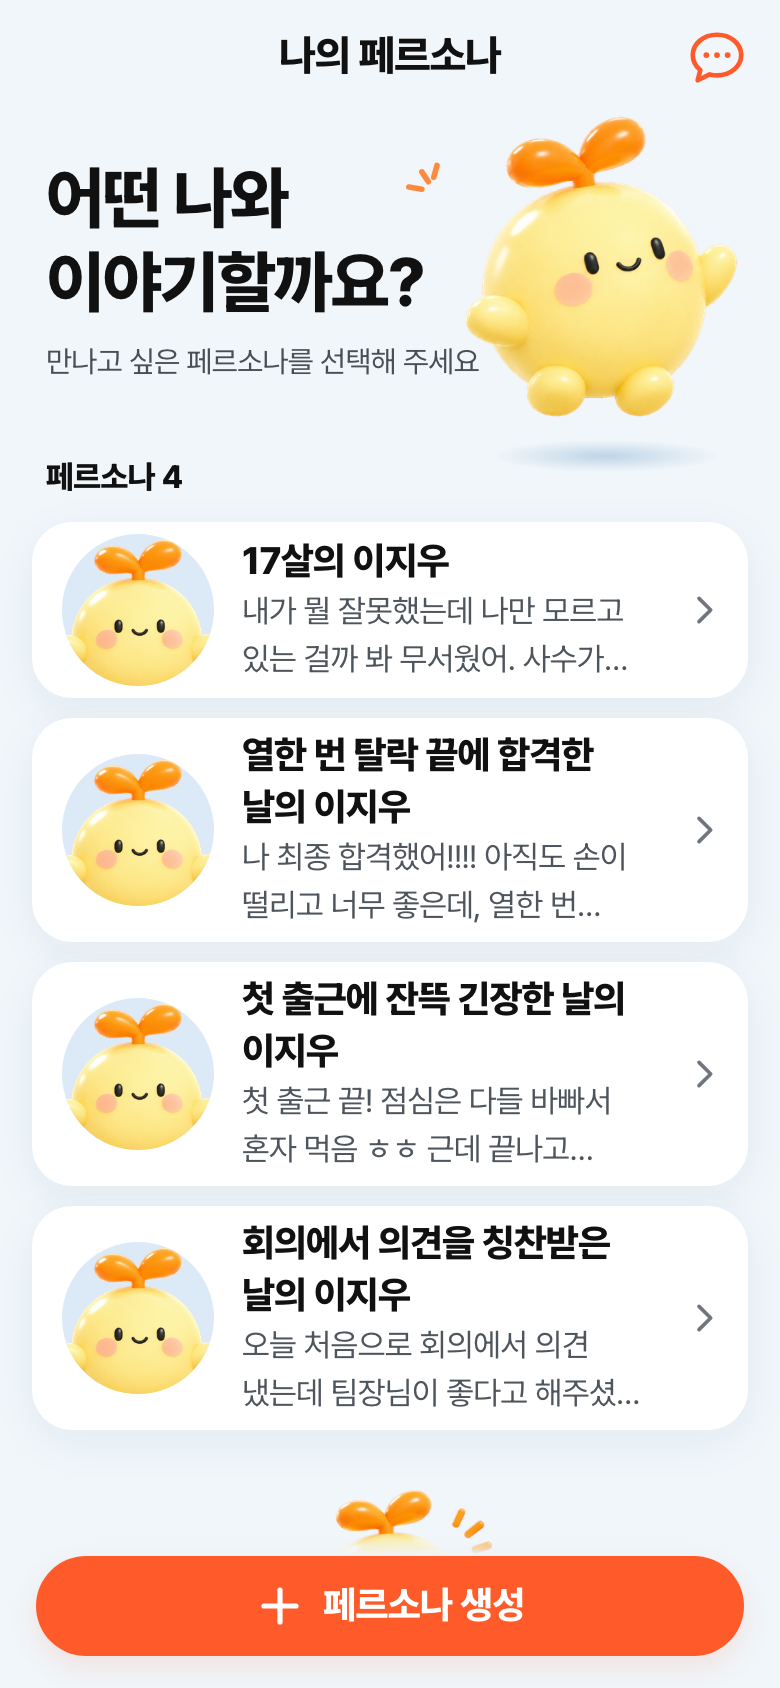 나의 페르소나
어떤 나와
이야기할까요?
만나고 싶은 페르소나를 선택해 주세요
페르소나 4
17살의 이지우
내가 뭘 잘못했는데 나만 모르고
있는 걸까 봐 무서웠어. 사수가...
열한 번 탈락 끝에 합격한
날의 이지우
나 최종 합격했어!!!! 아직도 손이
떨리고 너무 좋은데, 열한 번...
첫 출근에 잔뜩 긴장한 날의
이지우
첫 출근 끝! 점심은 다들 바빠서
혼자 먹음 ㅎㅎ 근데 끝나고...
회의에서 의견을 칭찬받은
날의 이지우
오늘 처음으로 회의에서 의견
냈는데 팀장님이 좋다고 해주셨...
페르소나 생성